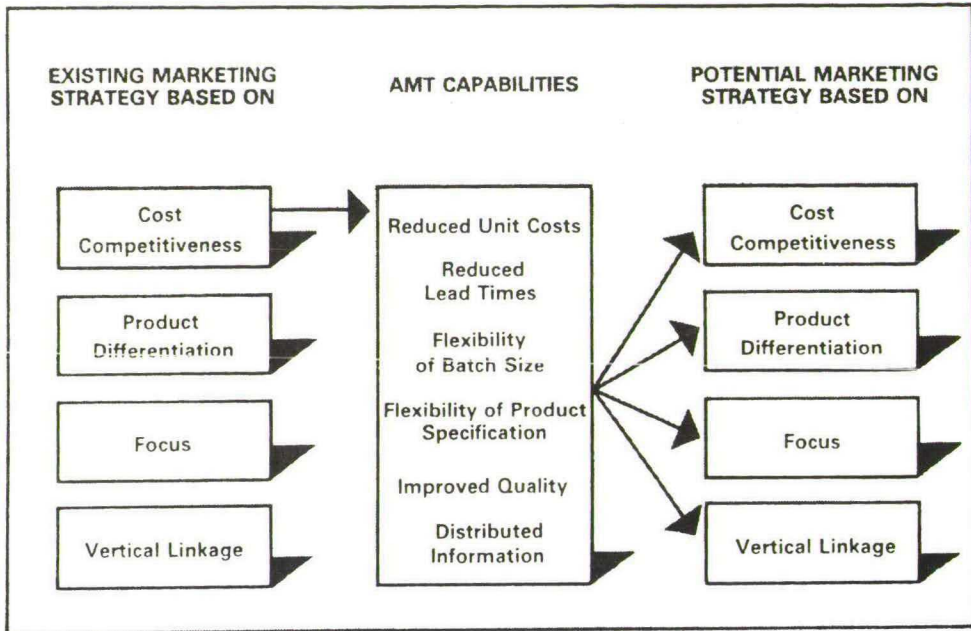 EXISTING MARKETING
STRATEGY BASED ON
AMT CAPABILITIES
POTENTIAL MARKETING
STRATEGY BASED ON
Cost
Competitiveness
Product
Differentiation
Focus
Vertical Linkage
Reduced Unit Costs
Reduced
Lead Times
Flexibility
of Batch Size
Flexibility of Product
Specification
Improved Quality
Distributed
Information
Cost
Competitiveness
Product
Differentiation
Focus
Vertical Linkage